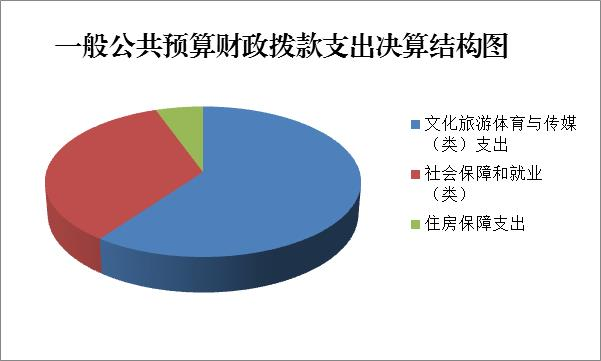 一般公共预算财政拨款支出决算结构图
文化旅游体育与传媒
（类）支出
社会保障和就业
（类）
住房保障支出